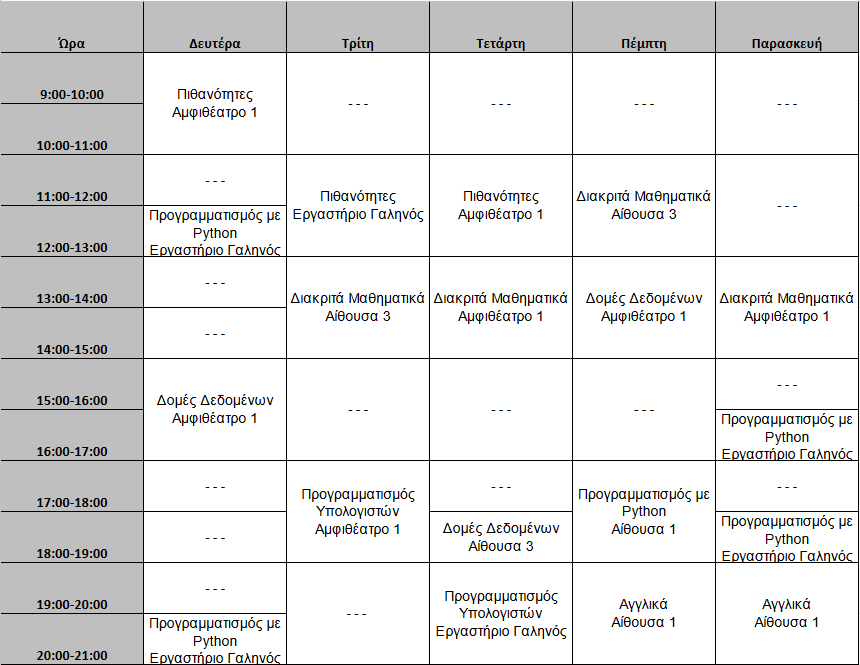 Ώρα Δευτέρα Τρίτη Τετάρτη Πέμπτη Παρασκευή
9:00-10:00
Πιθανότητες
Αμφιθέατρο 1
- - - - - - - - - - - -
10:00-11:00
- - -
11:00-12:00
Πιθανότητες
Εργαστήριο Γαληνός
Πιθανότητες
Αμφιθέατρο 1
Διακριτά Μαθηματικά
Αίθουσα 3
- - -
Προγραμματισμός με
Python
Εργαστήριο Γαληνός
12:00-13:00
- - -
13:00-14:00
Διακριτά Μαθηματικά
Αίθουσα 3
Διακριτά Μαθηματικά
Αμφιθέατρο 1
Δομές Δεδομένων
Αμφιθέατρο 1
Διακριτά Μαθηματικά
Αμφιθέατρο 1
- - -
14:00-15:00
15:00-16:00
Δομές Δεδομένων
Αμφιθέατρο 1
- - - - - - - - -
- - -
Προγραμματισμός με
Python
Εργαστήριο Γαληνός
16:00-17:00
- - -
17:00-18:00
Προγραμματισμός
Υπολογιστών
Αμφιθέατρο 1
- - -
Προγραμματισμός με
Python
Αίθουσα 1
- - -
- - -
18:00-19:00
Δομές Δεδομένων
Αίθουσα 3
Προγραμματισμός με
Python
Εργαστήριο Γαληνός
- - -
19:00-20:00
- - -
Προγραμματισμός
Υπολογιστών
Εργαστήριο Γαληνός
Αγγλικά
Αίθουσα 1
Αγγλικά
Αίθουσα 1
Προγραμματισμός με
Python
Εργαστήριο Γαληνός
20:00-21:00